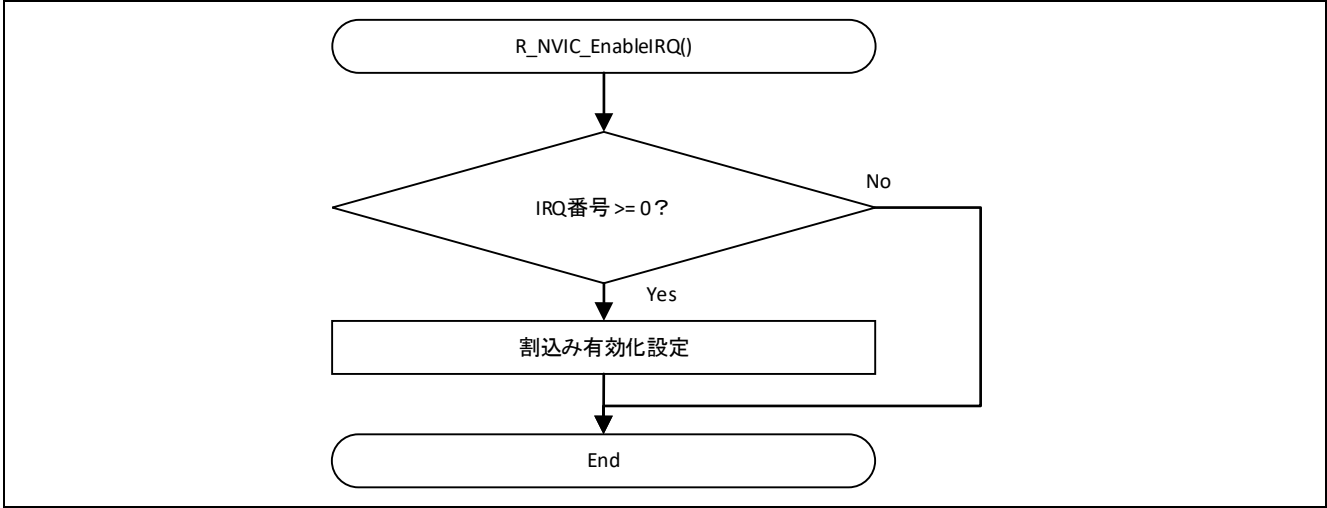 R_NVIC_EnableIRQ()
IRQ番号 >= 0？
No
Yes
割込み有効化設定
End